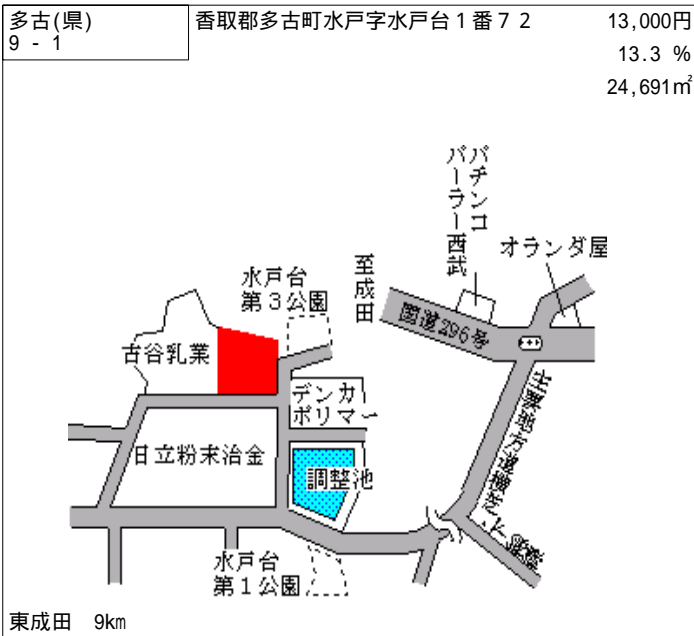 多古(県)
9 - 1
香取郡多古町水戸字水戸台１番７２
13,000円
13.3 %
24,691㎡
パチンコ
パーラー西武
オランダ屋
至成田
水戸台
第３公園
国道296号
古谷乳業
デンカ
ポリマー
日立粉末冶金
調整池
主要地方道横芝
水戸台
第１公園
東成田 9km